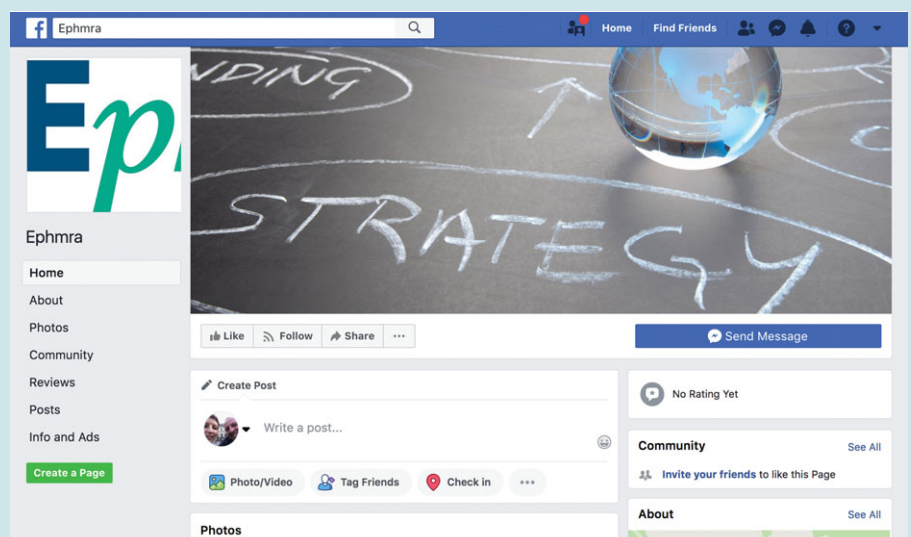 Ephmra
Home
Find Friends
Ep
NDING
STRATEGY
Ephmra
Home
About
Photos
Community
Reviews
Posts
Info and Ads
Create a Page
Like
Follow
Share
Send Message
Create Post
Write a post...
Photo/Video
Tag Friends
Check in
Photos
No Rating Yet
Community
See All
Invite your friends to like this Page
About
See All